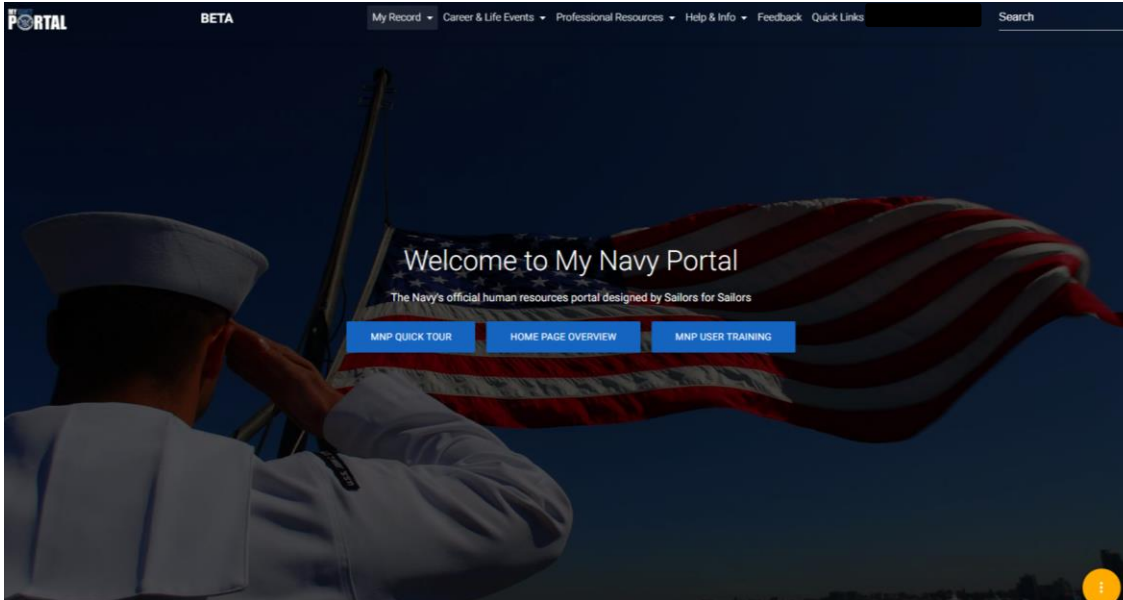 MY
PORTAL
BETA
My Record
Career & Life Events
Professional Resources
Help & Info
Feedback
Quick Links
Search
Welcome to My Navy Portal
The Navy's official human resources portal designed by Sailors for Sailors
MNP QUICK TOUR
HOME PAGE OVERVIEW
MNP USER TRAINING